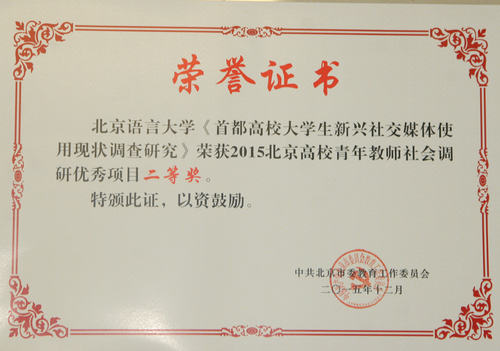 荣誉证书
北京语言大学《首都高校大学生新兴社交媒体使
用现状调查研究》荣获2015北京高校青年教师社会调
研优秀项目二等奖。
特颁此证，以资鼓励。
中共北京市委教育工作委员会
二〇一五年十二月